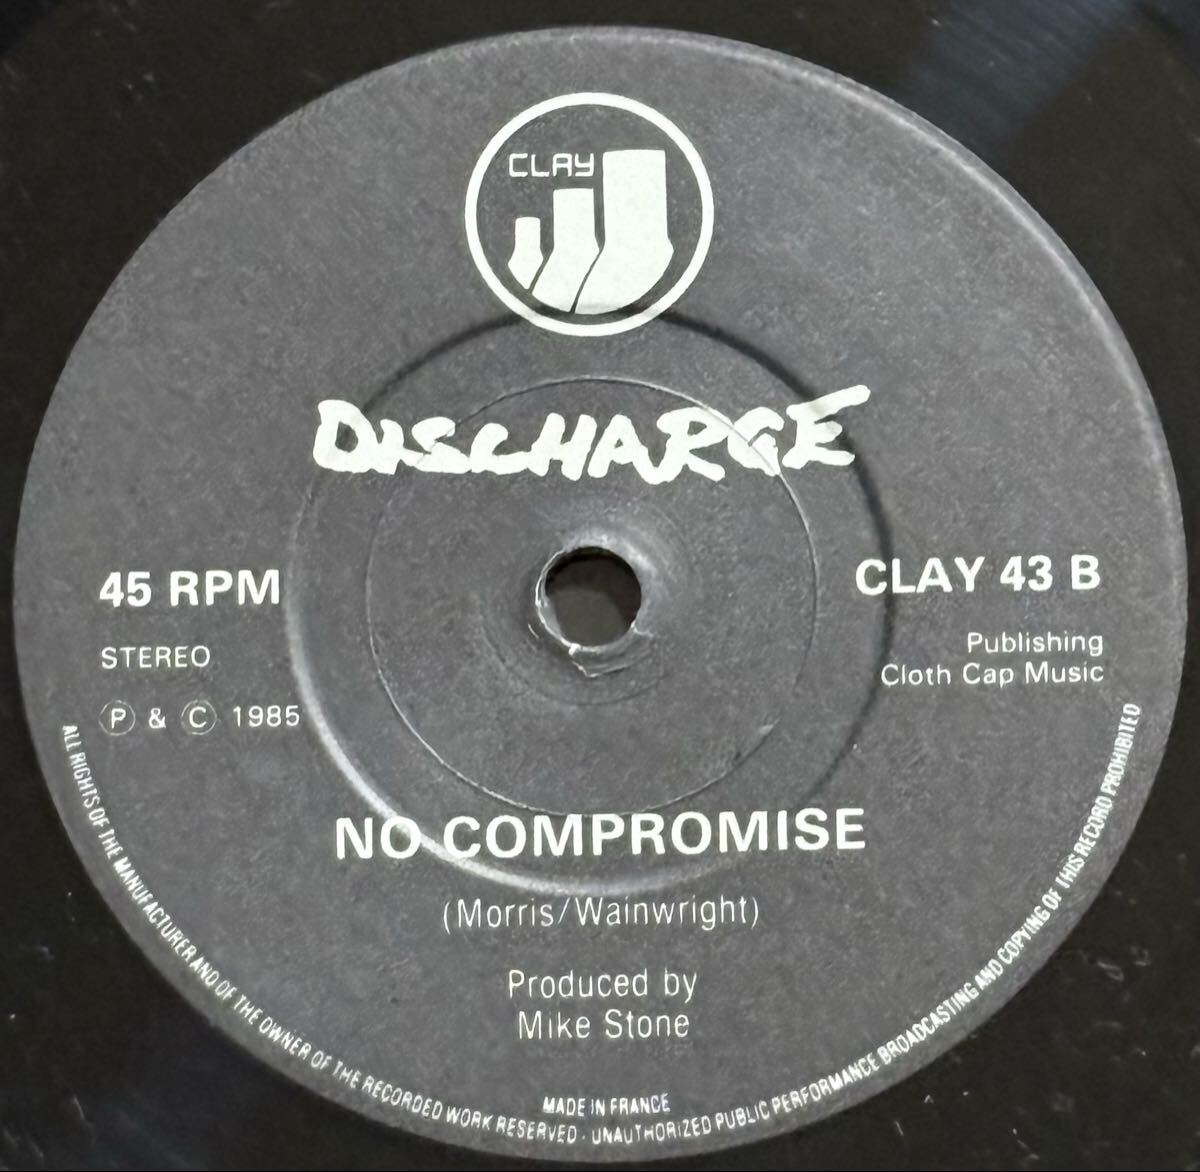 CLAY
DISCHARGE
45 RPM
STEREO
Ⓟ & Ⓒ 1985
CLAY 43 B
Publishing
Cloth Cap Music
NO COMPROMISE
(Morris/Wainwright)
Produced by
Mike Stone
MADE IN FRANCE
ALL RIGHTS OF THE MANUFACTURER AND OF THE OWNER OF THE RECORDED WORK RESERVED · UNAUTHORIZED PUBLIC PERFORMANCE BROADCASTING AND COPYING OF THIS RECORD PROHIBITED